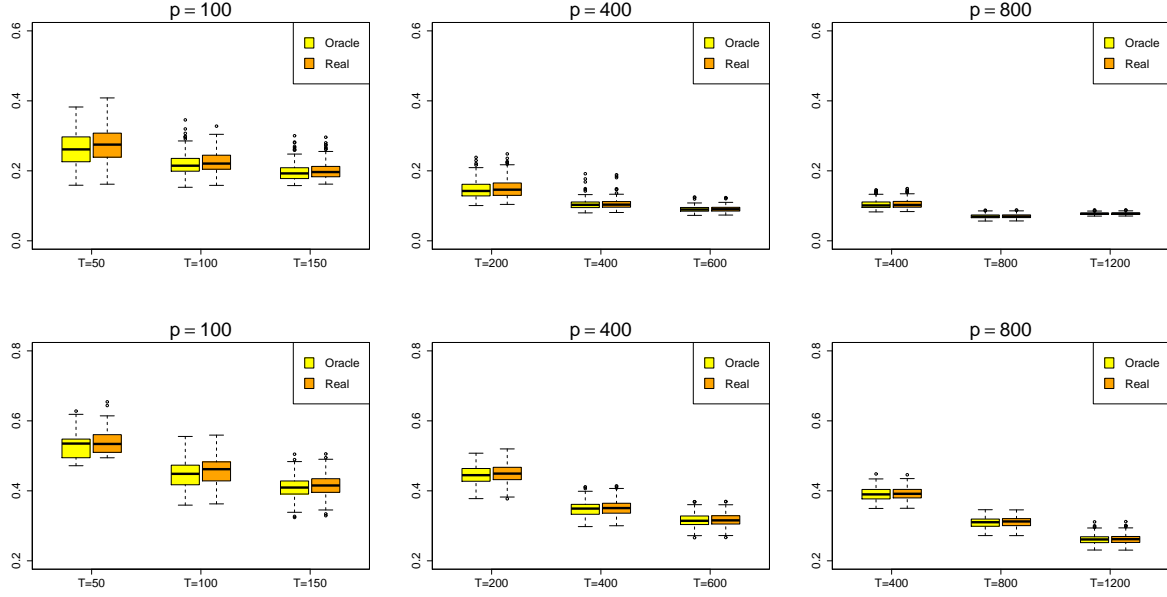 p = 100
p = 400
p = 800
0.6
0.4
0.2
0.0
Oracle
Real
T=50
T=100
T=150
0.6
0.4
0.2
0.0
Oracle
Real
T=200
T=400
T=600
0.6
0.4
0.2
0.0
Oracle
Real
T=400
T=800
T=1200
p = 100
p = 400
p = 800
0.8
0.6
0.4
0.2
Oracle
Real
T=50
T=100
T=150
0.8
0.6
0.4
0.2
Oracle
Real
T=200
T=400
T=600
0.8
0.6
0.4
0.2
Oracle
Real
T=400
T=800
T=1200